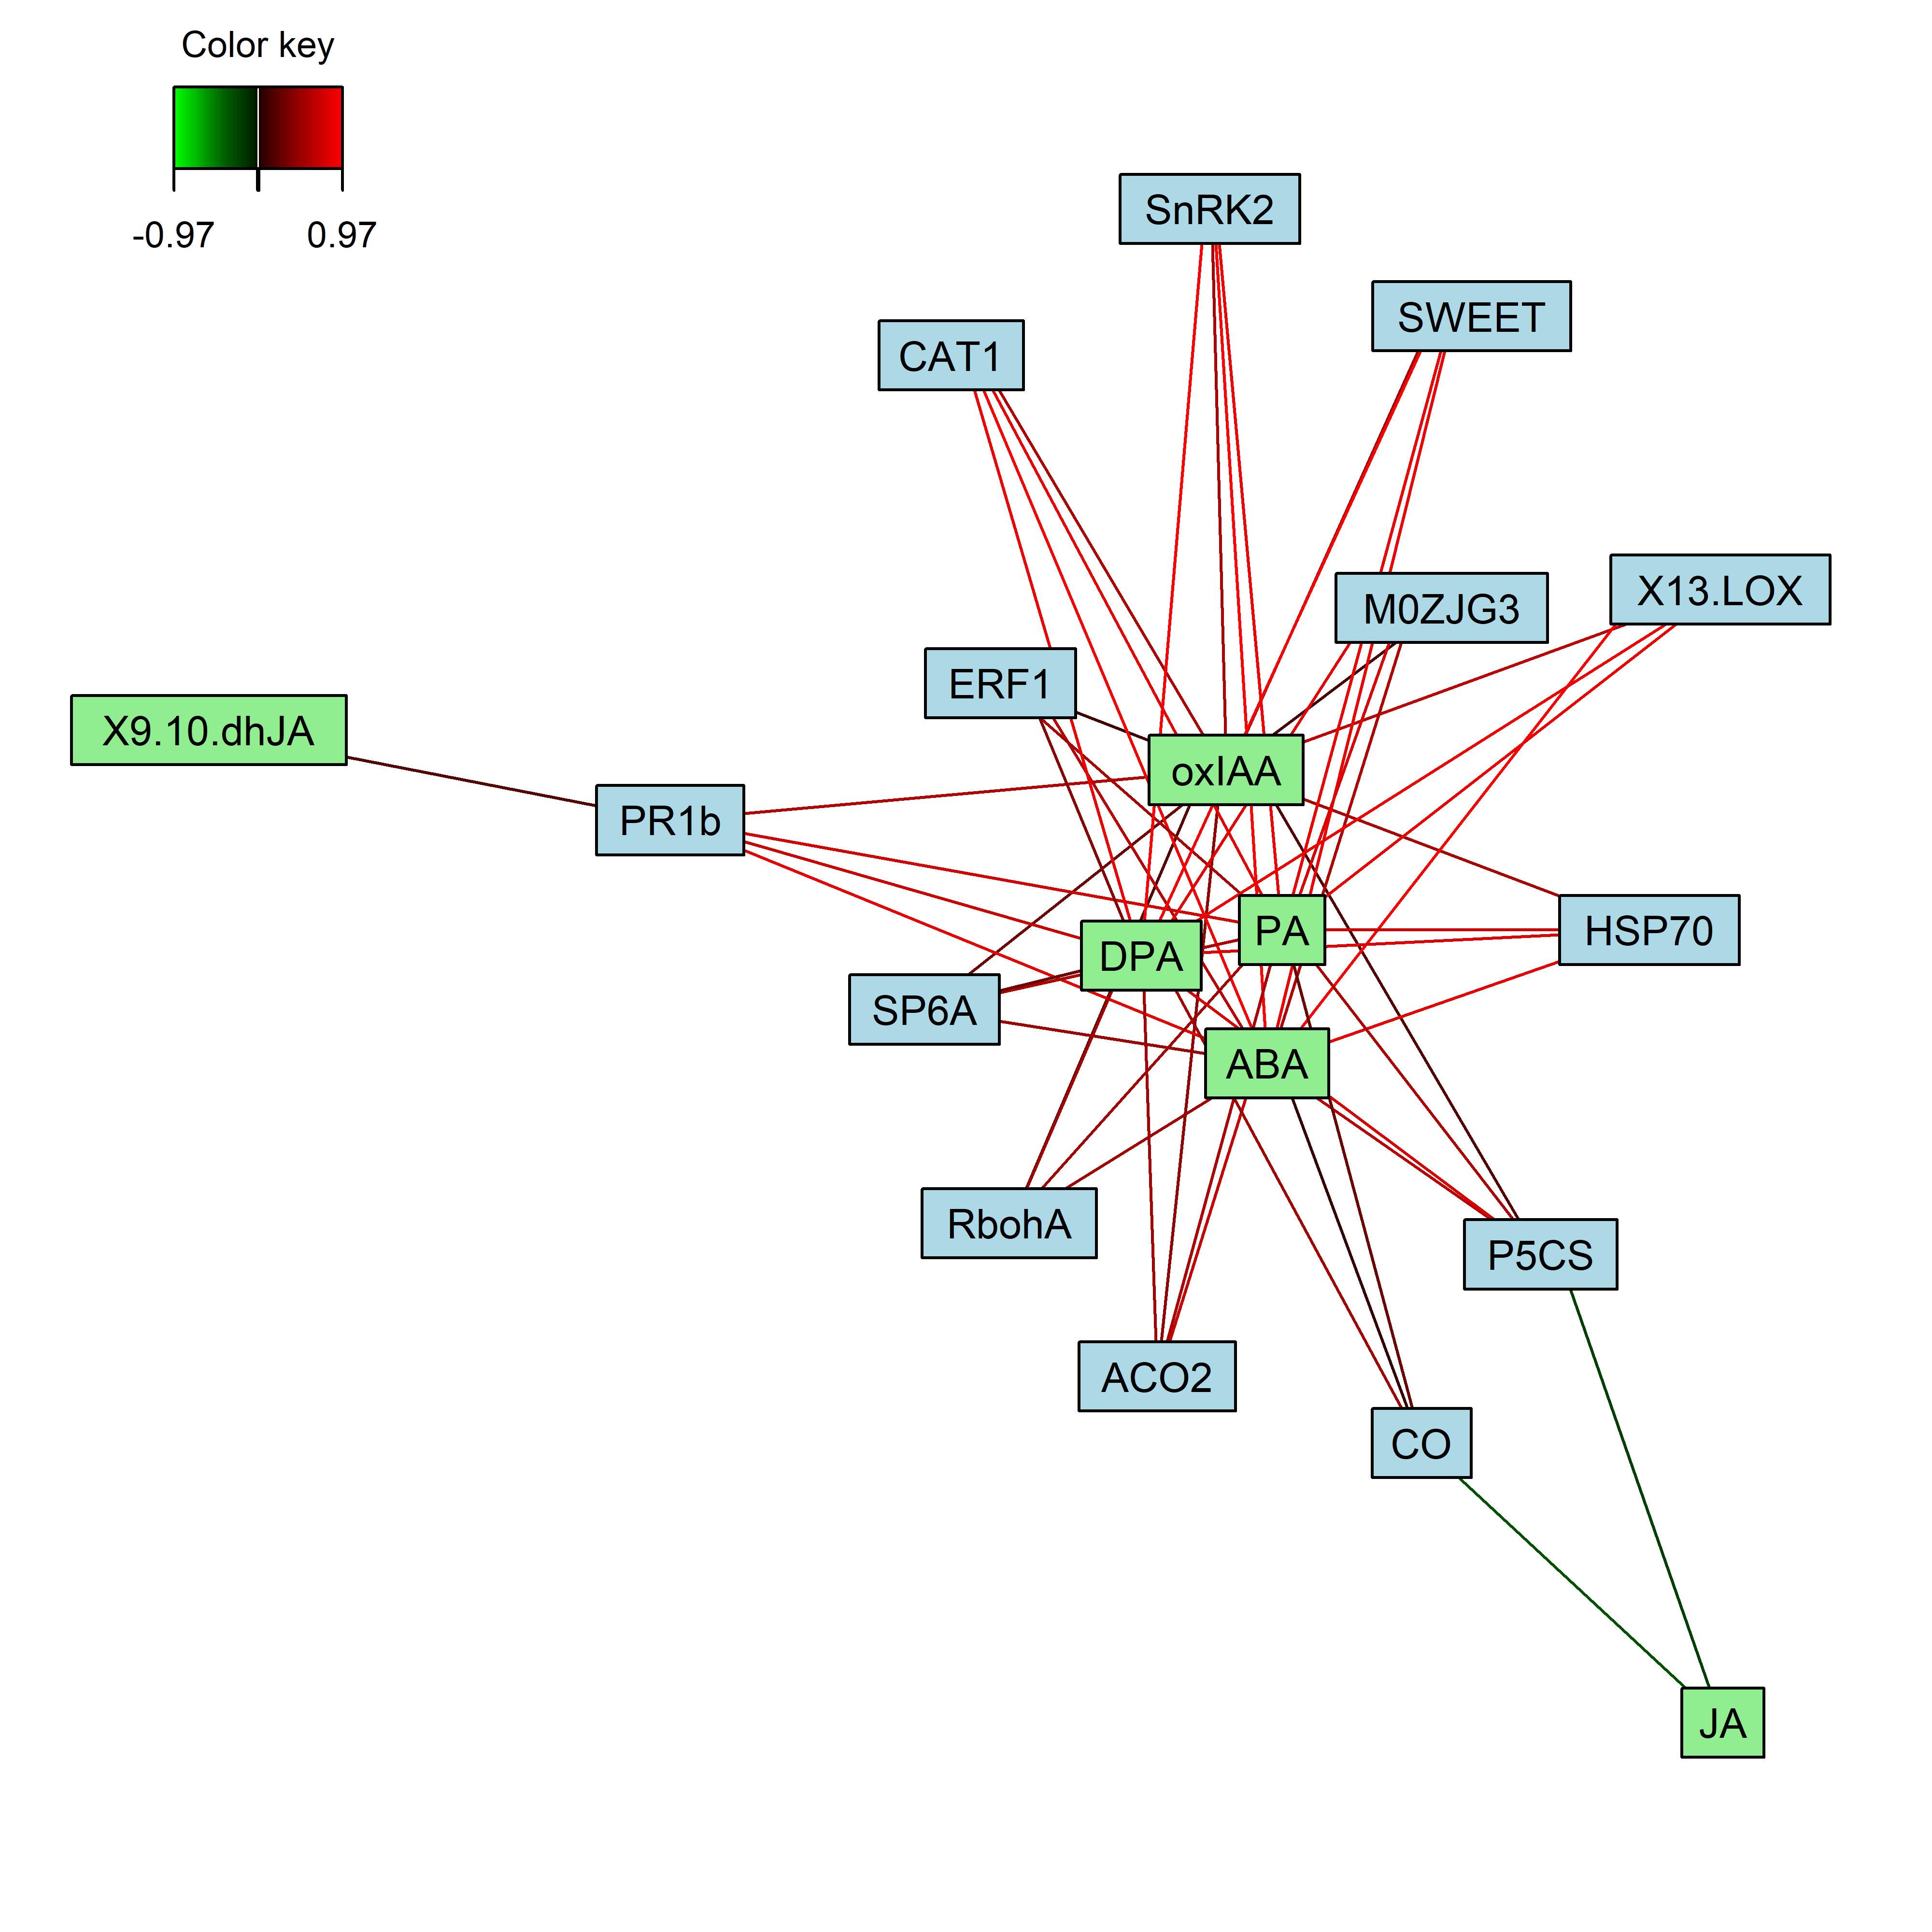 Color key
-0.97 0.97
SnRK2
SWEET
CAT1
X13.LOX
M0ZJG3
ERF1
X9.10.dhJA
oxIAA
PR1b
PA
HSP70
DPA
SP6A
ABA
RbohA
P5CS
ACO2
CO
JA